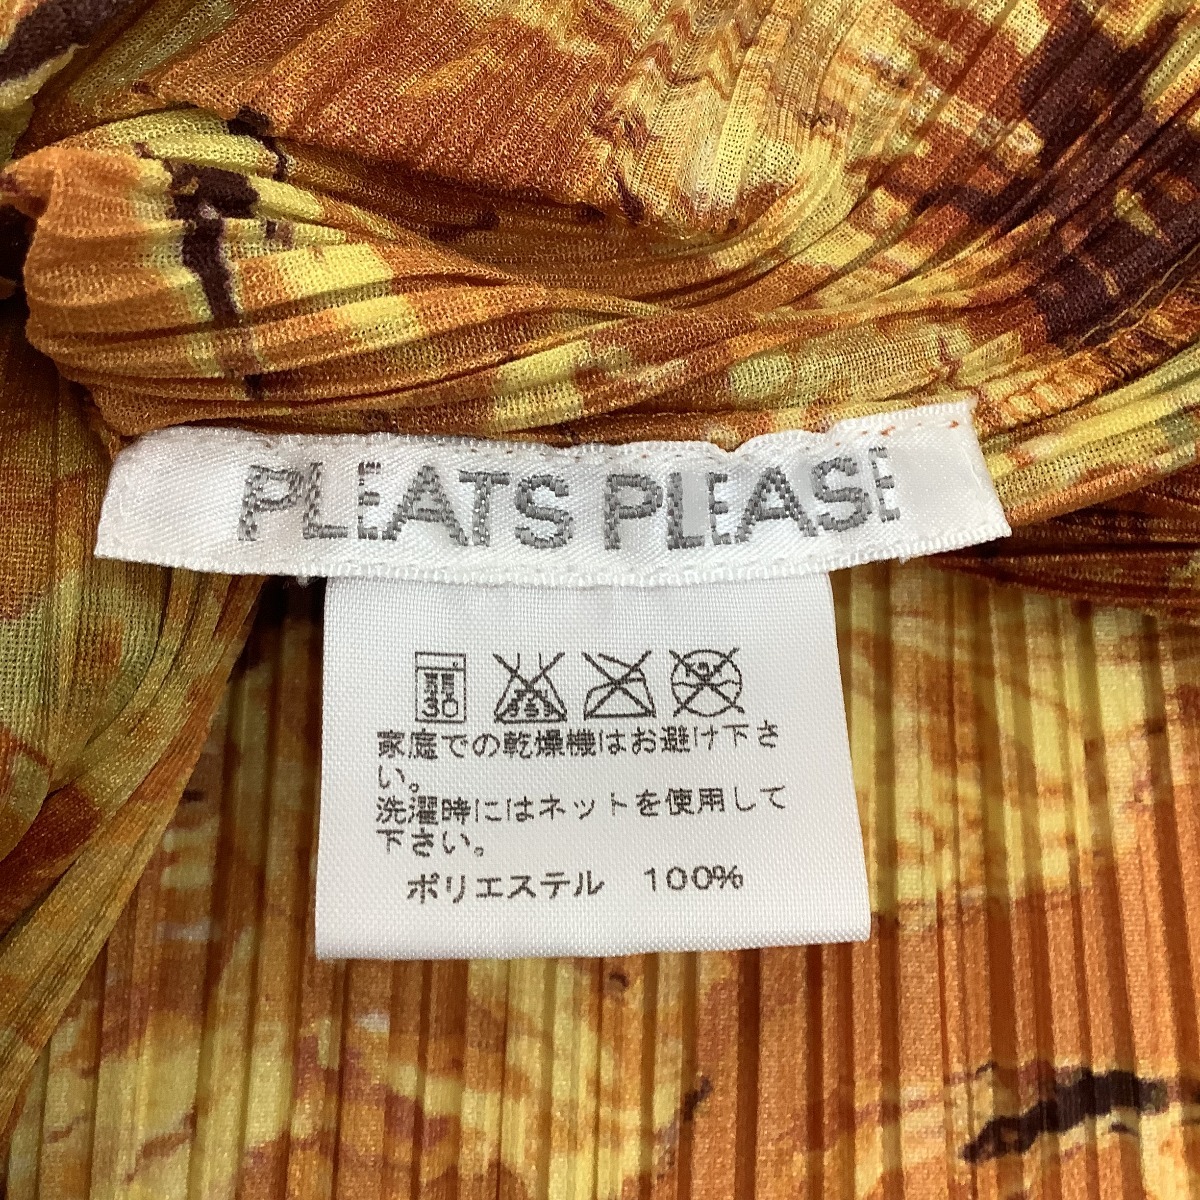 PLEATS PLEASE
30
家庭での乾燥機はお避け下さ
い。
洗濯時にはネットを使用して
下さい。
ポリエステル 100%